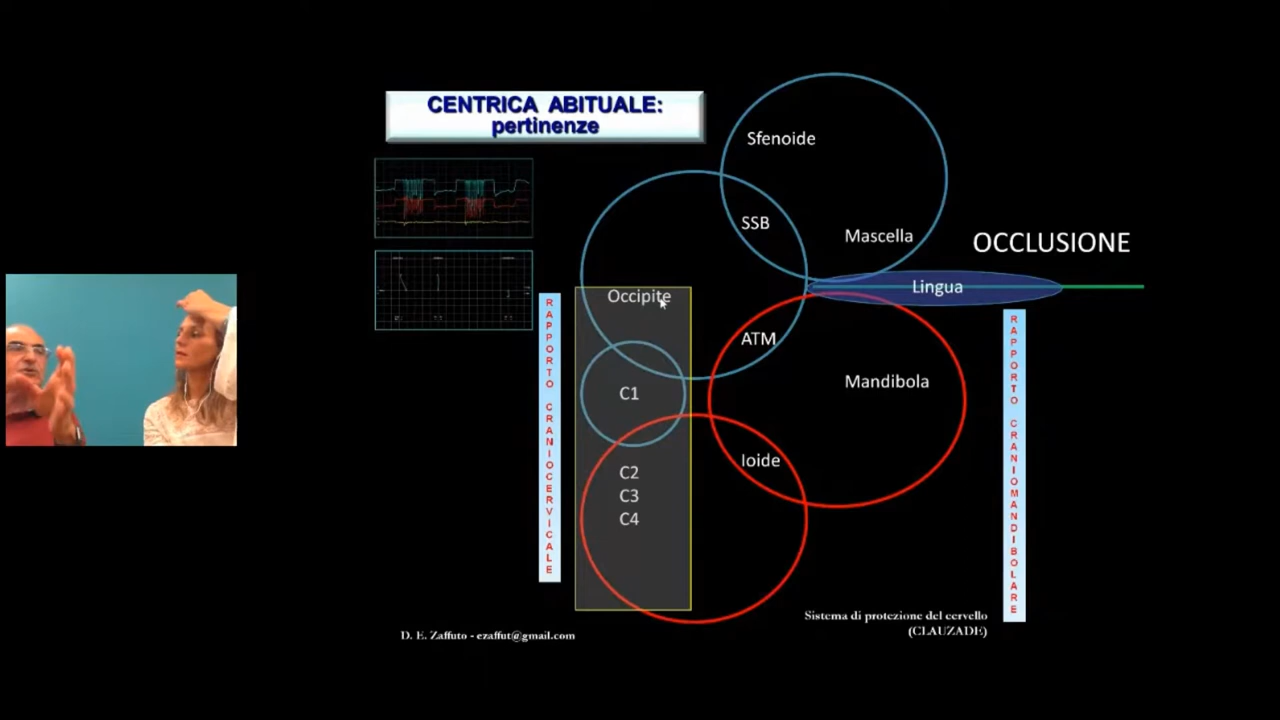 CENTRICA ABITUALE:
pertinenze
Sfenoide
SSB
Mascella
OCCLUSIONE
Lingua
Occipite
ATM
Mandibola
C1
Ioide
C2
C3
C4
RAPPORTO CRANIOCERVICALE
RAPPORTO CRANIOMANDIBOLARE
Sistema di protezione del cervello
(CLAUZADE)
D. E. Zaffuto - ezaffut@gmail.com